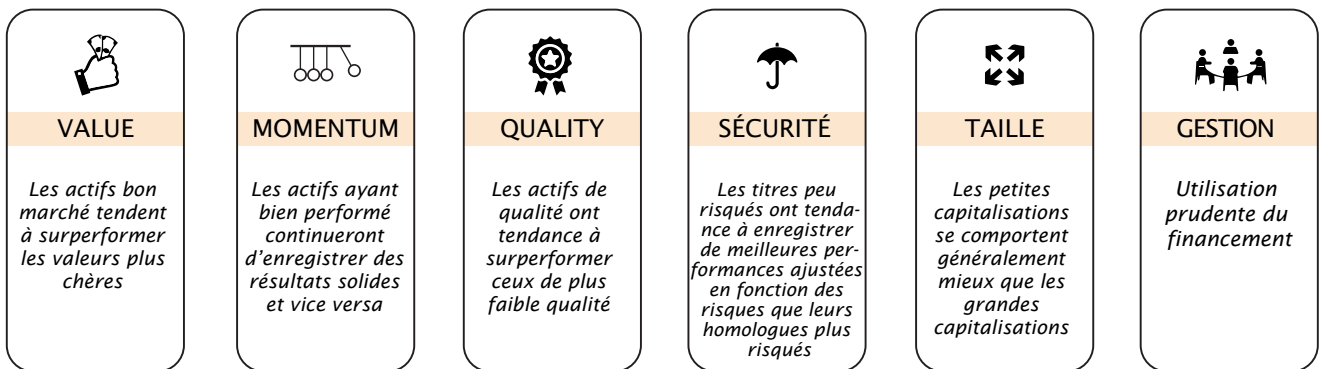 VALUE
Les actifs bon
marché tendent
à surperformer
les valeurs plus
chères
MOMENTUM
Les actifs ayant
bien performé
continueront
d'enregistrer des
résultats solides
et vice versa
QUALITY
Les actifs de
qualité ont
tendance à
surperformer
ceux de plus
faible qualité
SÉCURITÉ
Les titres peu
risqués ont tenda-
nce à enregistrer
de meilleures per-
formances ajustées
en fonction des
risques que leurs
homologues plus
risqués
TAILLE
Les petites
capitalisations
se comportent
généralement
mieux que les
grandes
capitalisations
GESTION
Utilisation
prudente du
financement